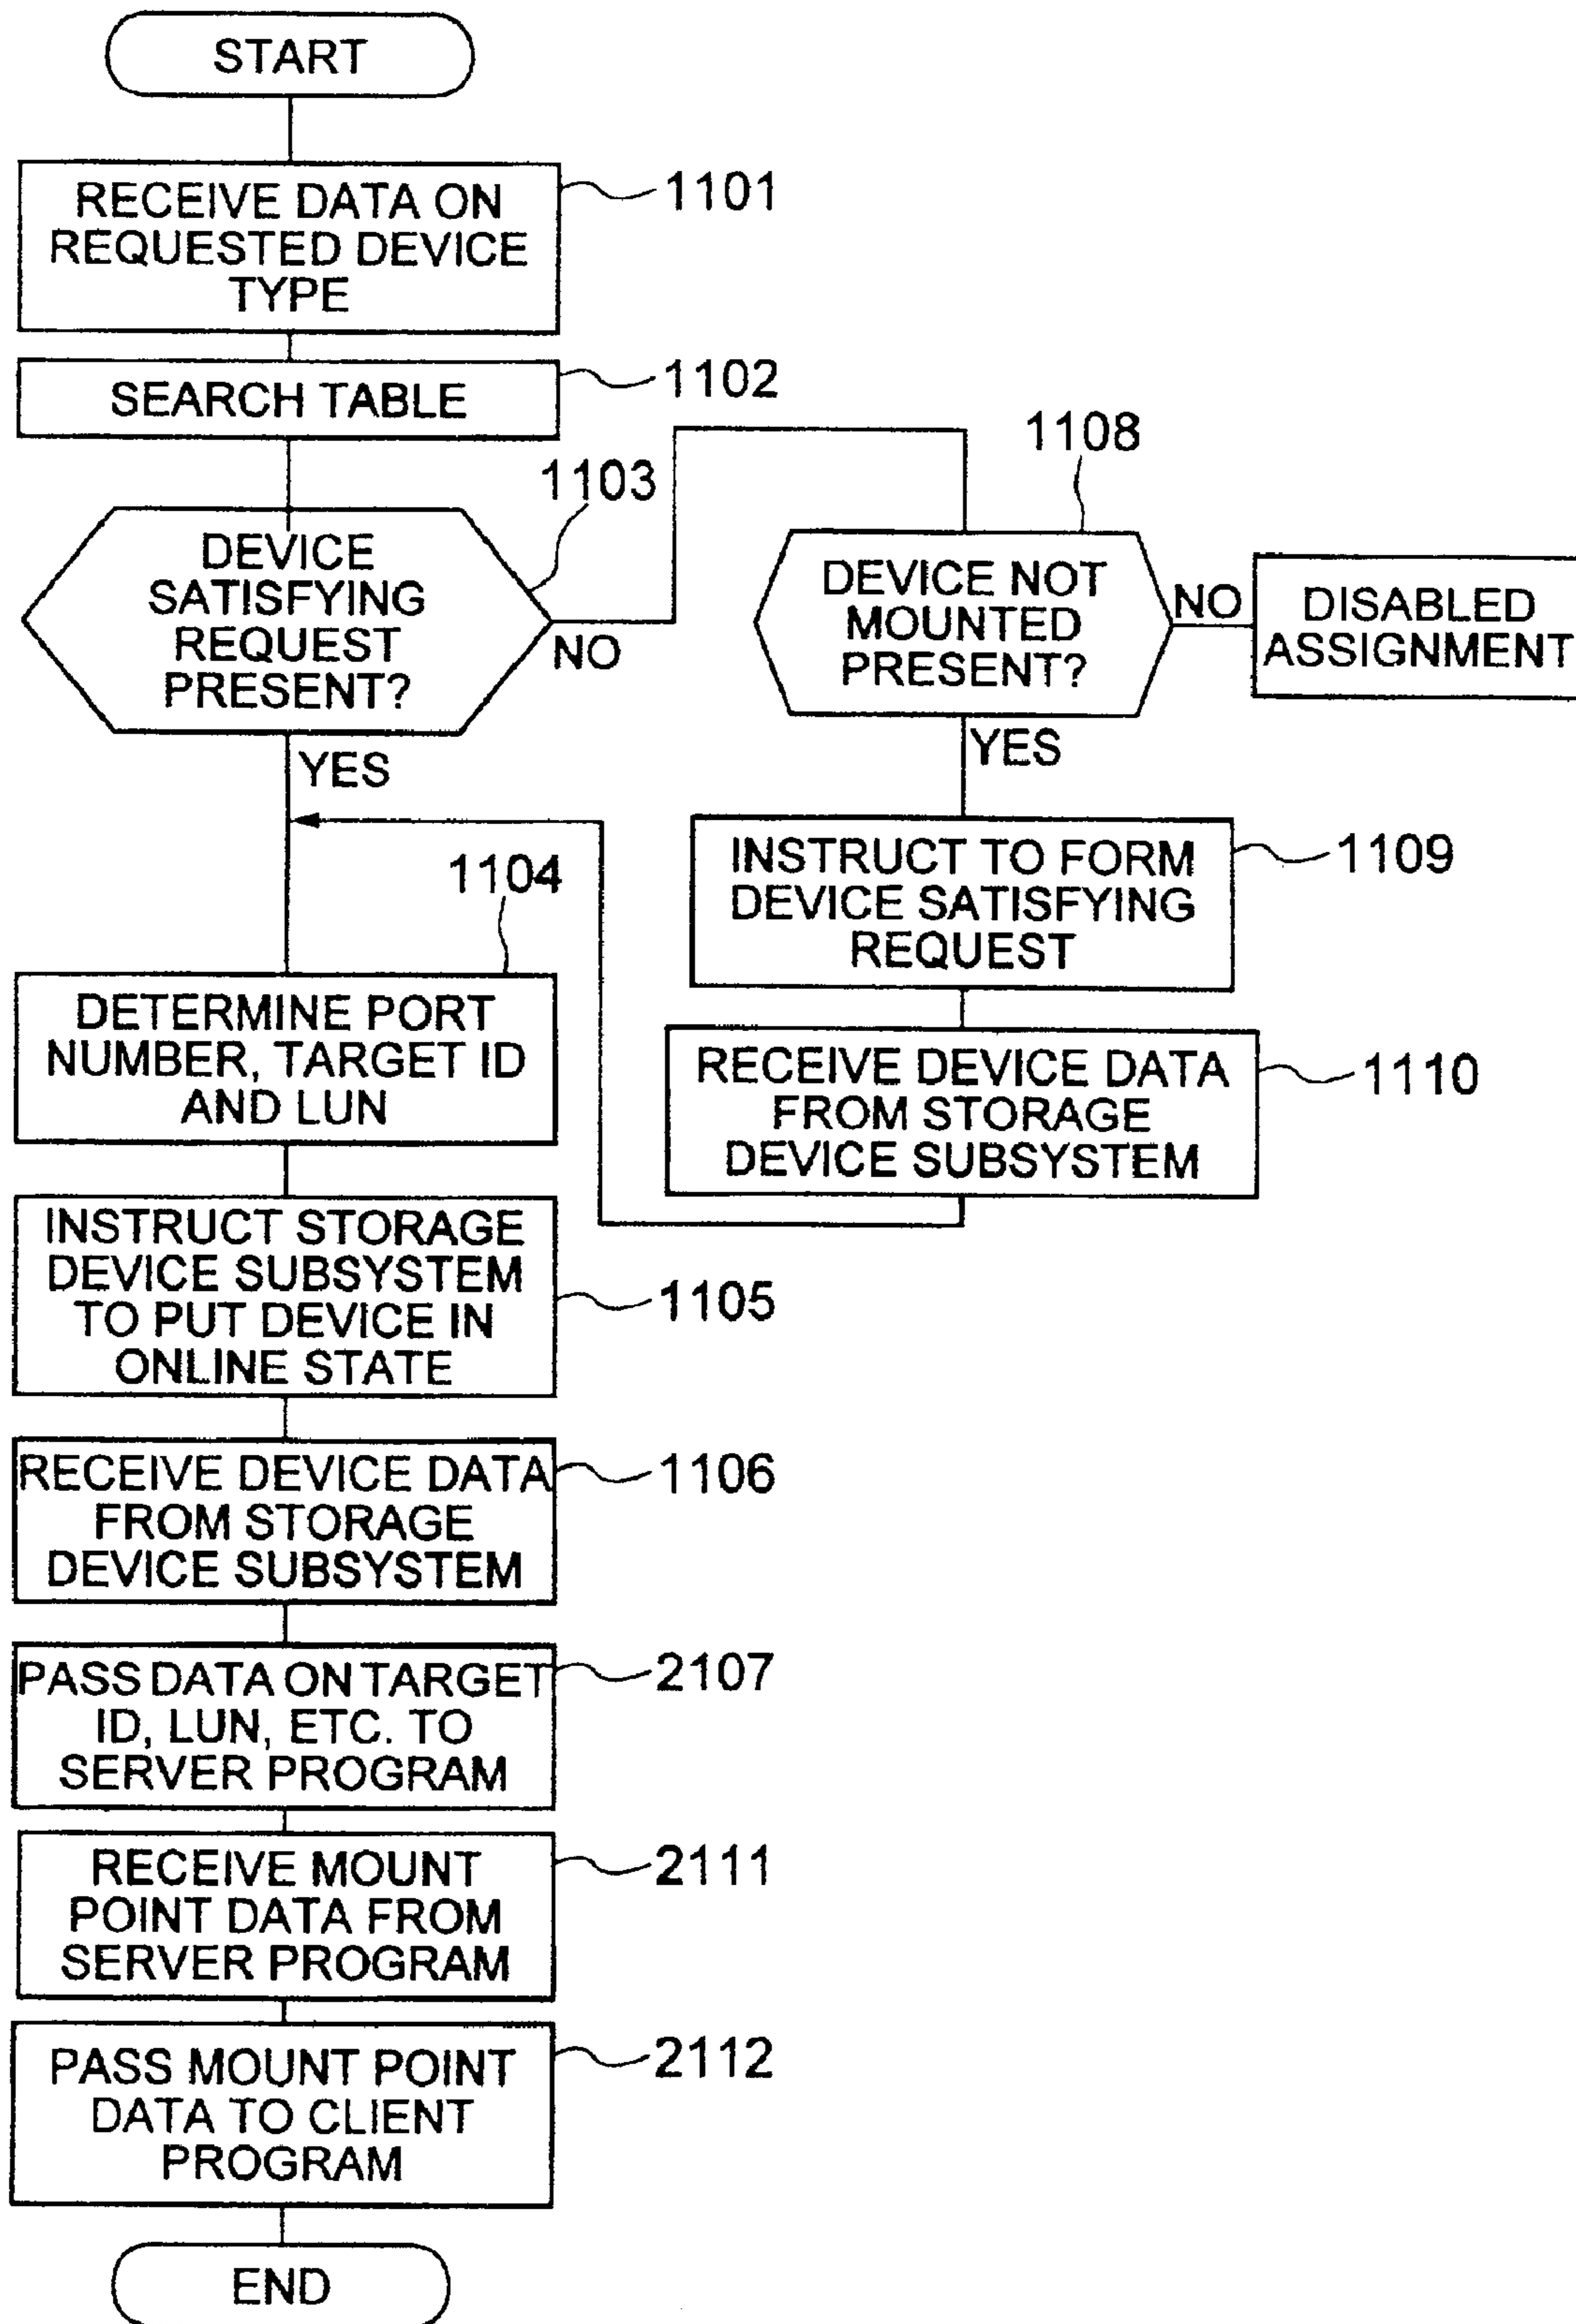 START
RECEIVE DATA ON
REQUESTED DEVICE
TYPE
1101
SEARCH TABLE
1102
DEVICE
SATISFYING
REQUEST
PRESENT?
1103
NO
YES
1108
DEVICE NOT
MOUNTED
PRESENT?
NO
DISABLED
ASSIGNMENT
YES
INSTRUCT TO FORM
DEVICE SATISFYING
REQUEST
1109
RECEIVE DEVICE DATA
FROM STORAGE
DEVICE SUBSYSTEM
1110
1104
DETERMINE PORT
NUMBER, TARGET ID
AND LUN
INSTRUCT STORAGE
DEVICE SUBSYSTEM
TO PUT DEVICE IN
ONLINE STATE
1105
RECEIVE DEVICE DATA
FROM STORAGE
DEVICE SUBSYSTEM
1106
PASS DATA ON TARGET
ID, LUN, ETC. TO
SERVER PROGRAM
2107
RECEIVE MOUNT
POINT DATA FROM
SERVER PROGRAM
2111
PASS MOUNT POINT
DATA TO CLIENT
PROGRAM
2112
END